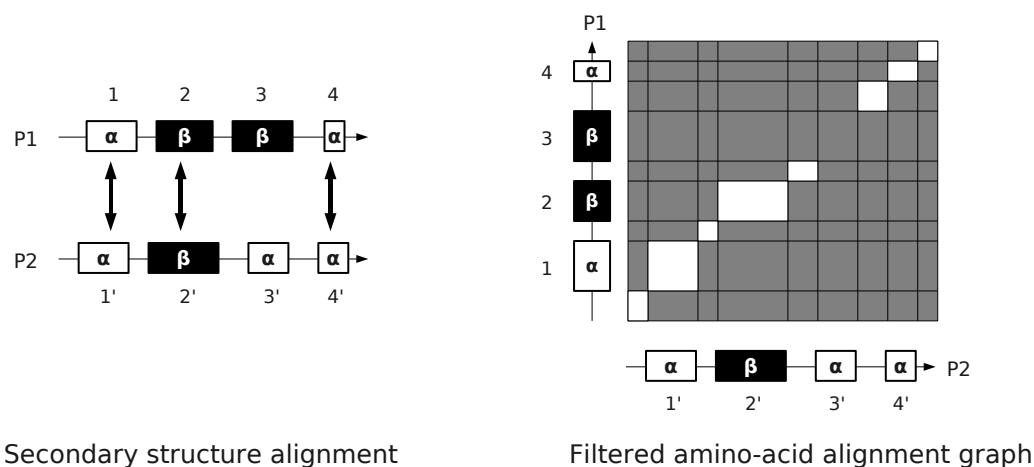 1 2 3 4
P1 α β β α
P2 α β α α
1' 2' 3' 4'
Secondary structure alignment
P1
4 α
3 β
2 β
1 α
α β α α P2
1' 2' 3' 4'
Filtered amino-acid alignment graph